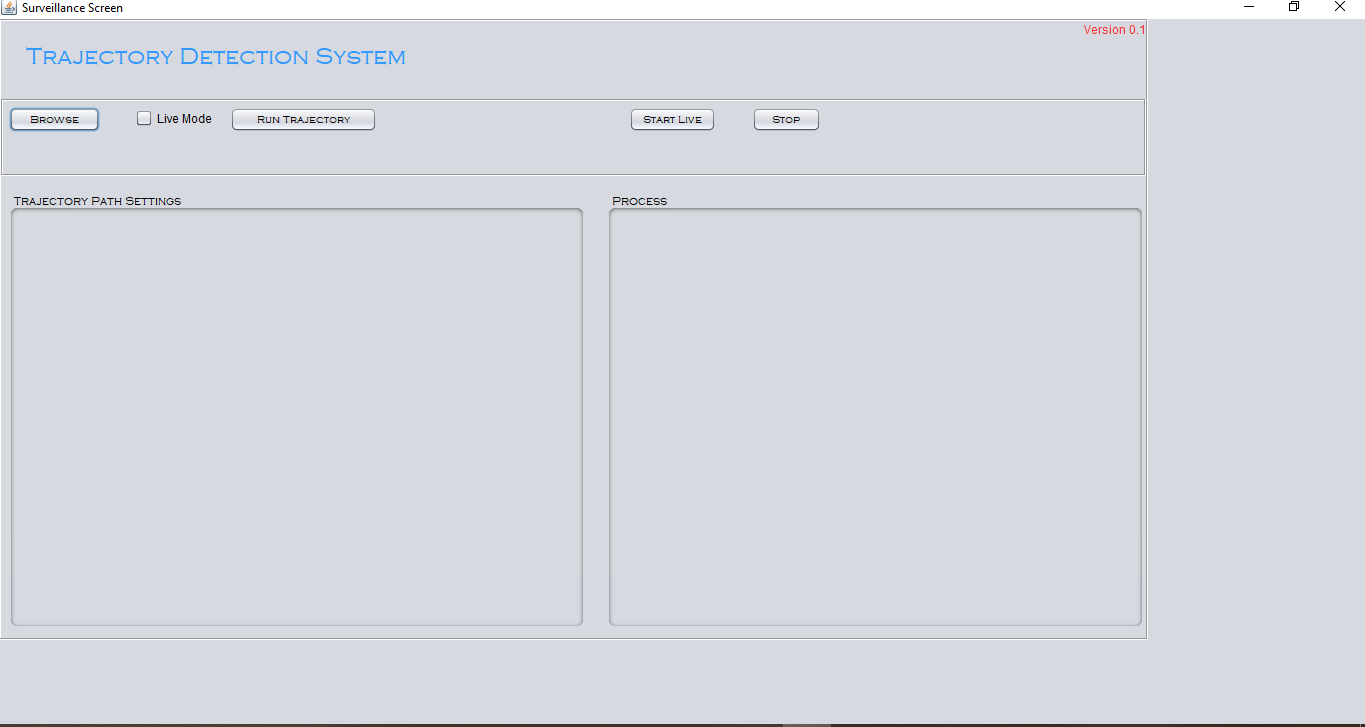 Surveillance Screen
Version 0.1
Trajectory Detection System
Browse
Live Mode
Run Trajectory
Start Live
Stop
Trajectory Path Settings
Process